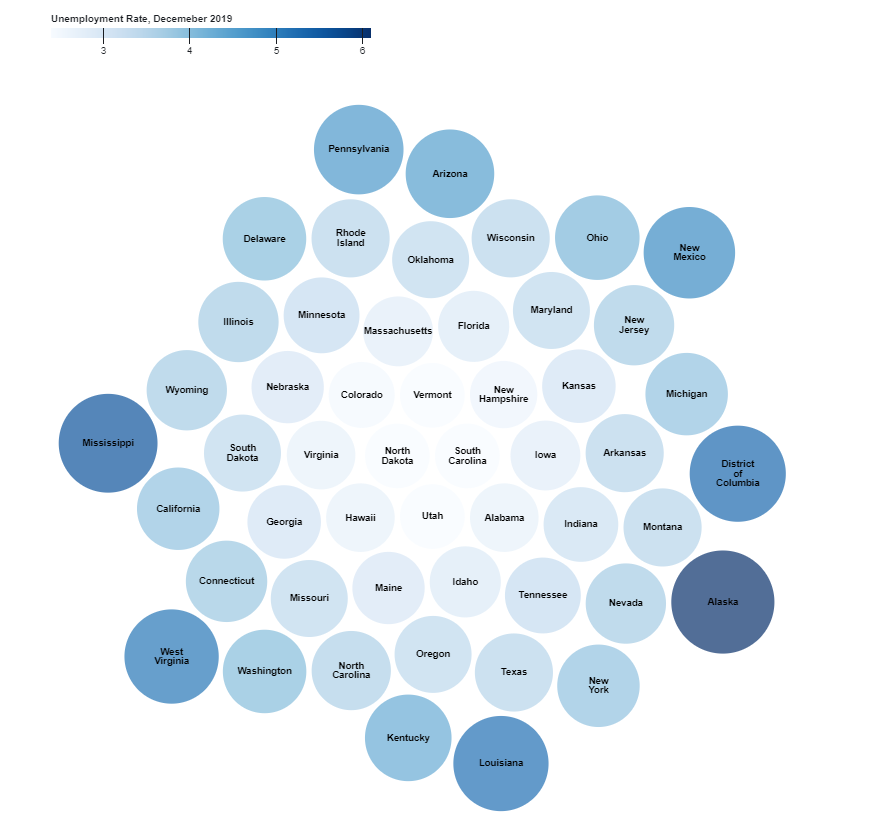 Unemployment Rate, Decemeber 2019
3 4 5 6
Pennsylvania
Arizona
Delaware
Rhode
Island
Oklahoma
Wisconsin
Ohio
New
Mexico
Illinois
Minnesota
Massachusetts
Florida
Maryland
New
Jersey
Wyoming
Nebraska
Colorado
Vermont
New
Hampshire
Kansas
Michigan
Mississippi
South
Dakota
Virginia
North
Dakota
South
Carolina
Iowa
Arkansas
District
of
Columbia
California
Georgia
Hawaii
Utah
Alabama
Indiana
Montana
Connecticut
Missouri
Maine
Idaho
Tennessee
Nevada
Alaska
West
Virginia
Washington
North
Carolina
Oregon
Texas
New
York
Kentucky
Louisiana